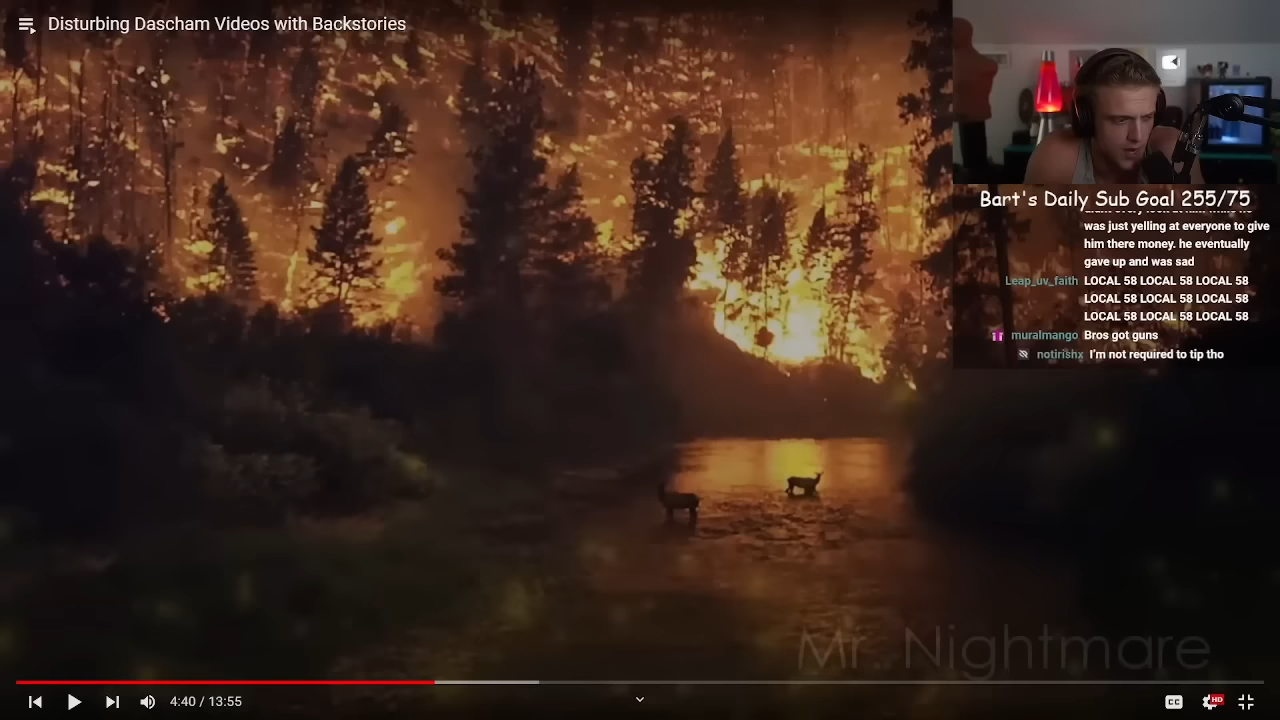 Disturbing Dascham Videos with Backstories
Bart's Daily Sub Goal 255/75
was just yelling at everyone to give
him there money. he eventually
gave up and was sad
Leap_uv_faith LOCAL 58 LOCAL 58 LOCAL 58
LOCAL 58 LOCAL 58 LOCAL 58
LOCAL 58 LOCAL 58 LOCAL 58
muralmango Bros got guns
notirishx I'm not required to tip tho
Mr. Nightmare
4:40 / 13:55
CC
HD